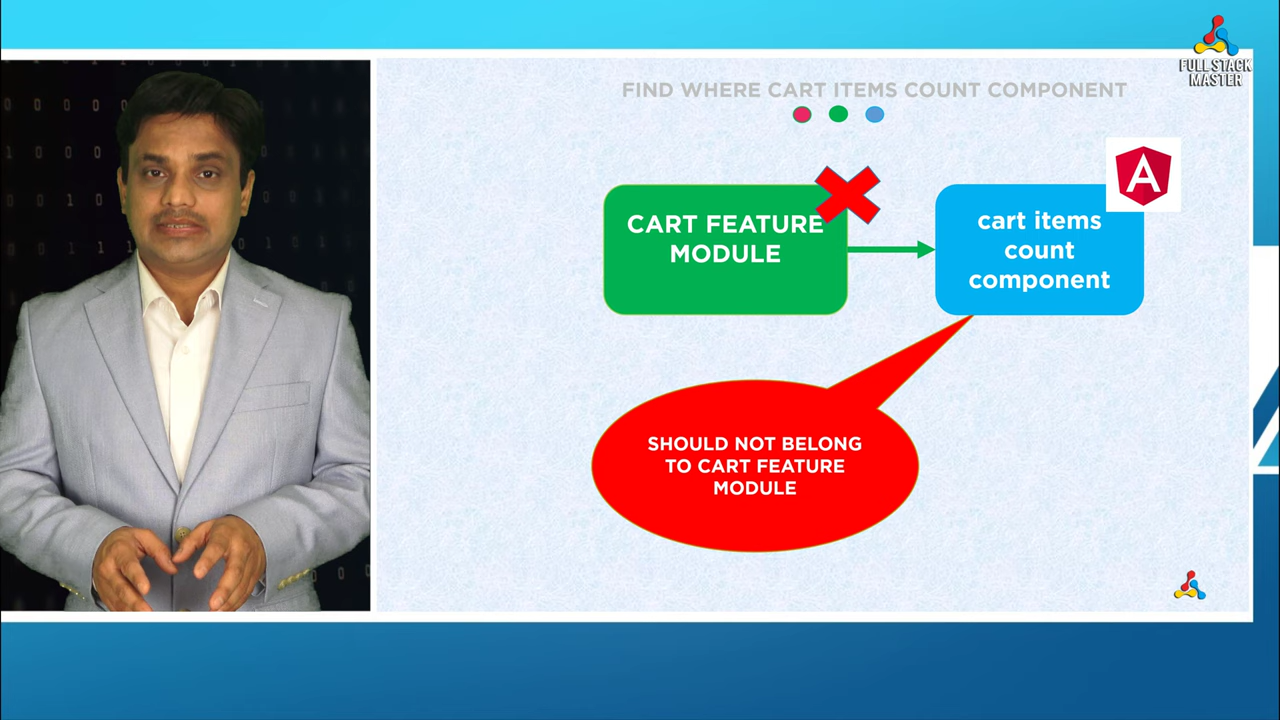 FULL STACK
MASTER
FIND WHERE CART ITEMS COUNT COMPONENT
CART FEATURE
MODULE
cart items
count
component
A
SHOULD NOT BELONG
TO CART FEATURE
MODULE